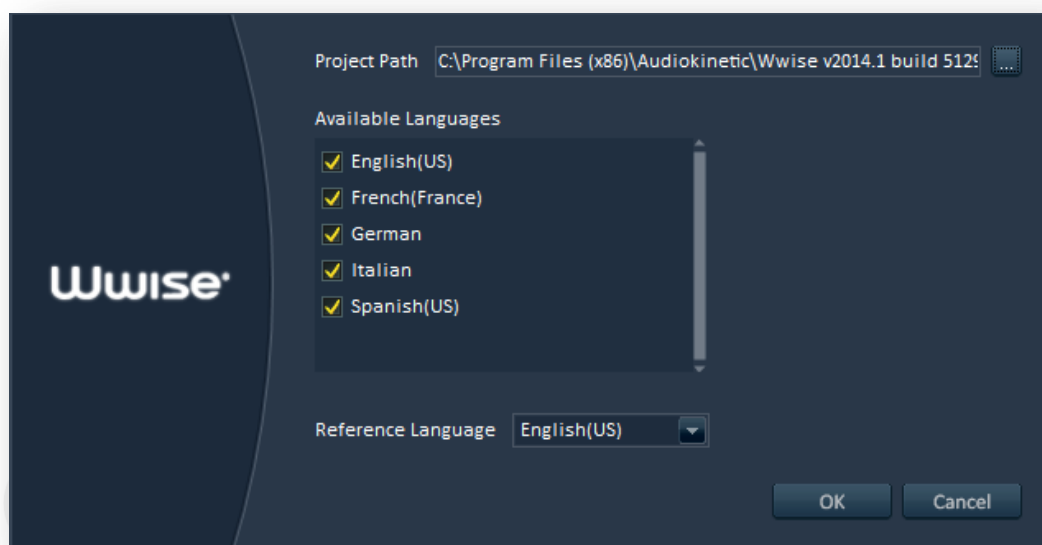 Project Path C:\Program Files (x86)\Audiokinetic\Wwise v2014.1 build 5129 ...
Available Languages
English(US)
French(France)
German
Italian
Spanish(US)
Wwise
Reference Language English(US)
OK Cancel